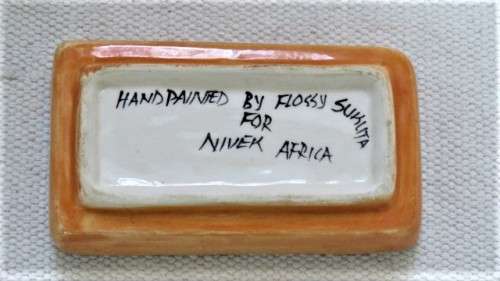 HANDPAINTED BY FLOSSY SUKUTA
FOR
NIVEK AFRICA